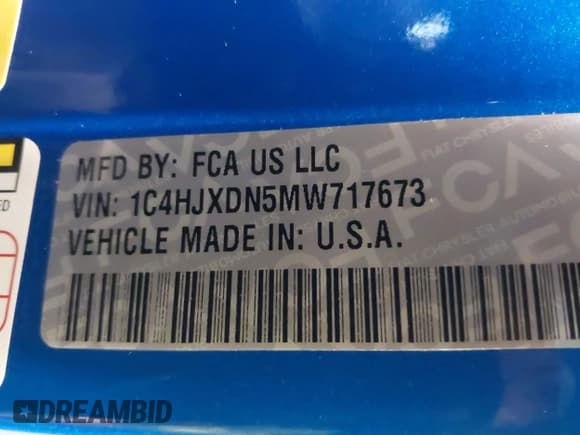 MFD BY: FCA US LLC
VIN: 1C4HJXDN5MW717673
VEHICLE MADE IN: U.S.A.
DREAMBID